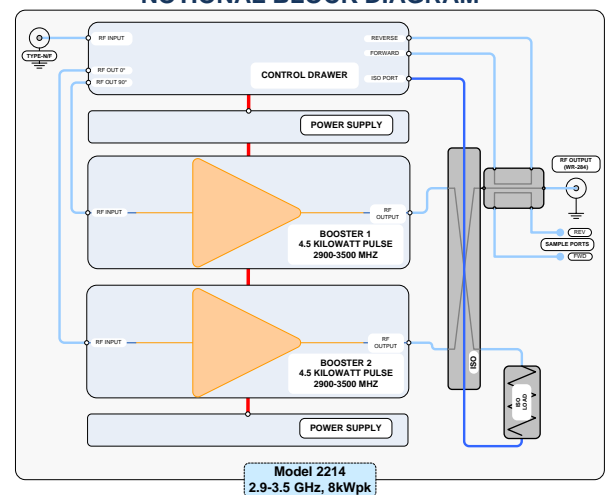 NOTIONAL BLOCK DIAGRAM
RF INPUT
TYPE-N/F
RF OUT 0°
RF OUT 90°
CONTROL DRAWER
REVERSE
FORWARD
ISO PORT
POWER SUPPLY
RF OUTPUT
(WR-284)
RF INPUT
RF
OUTPUT
BOOSTER 1
4.5 KILOWATT PULSE
2900-3500 MHZ
REV
SAMPLE PORTS
FWD
RF INPUT
RF
OUTPUT
BOOSTER 2
4.5 KILOWATT PULSE
2900-3500 MHZ
ISO
ISO
LOAD
POWER SUPPLY
Model 2214
2.9-3.5 GHz, 8kWpk